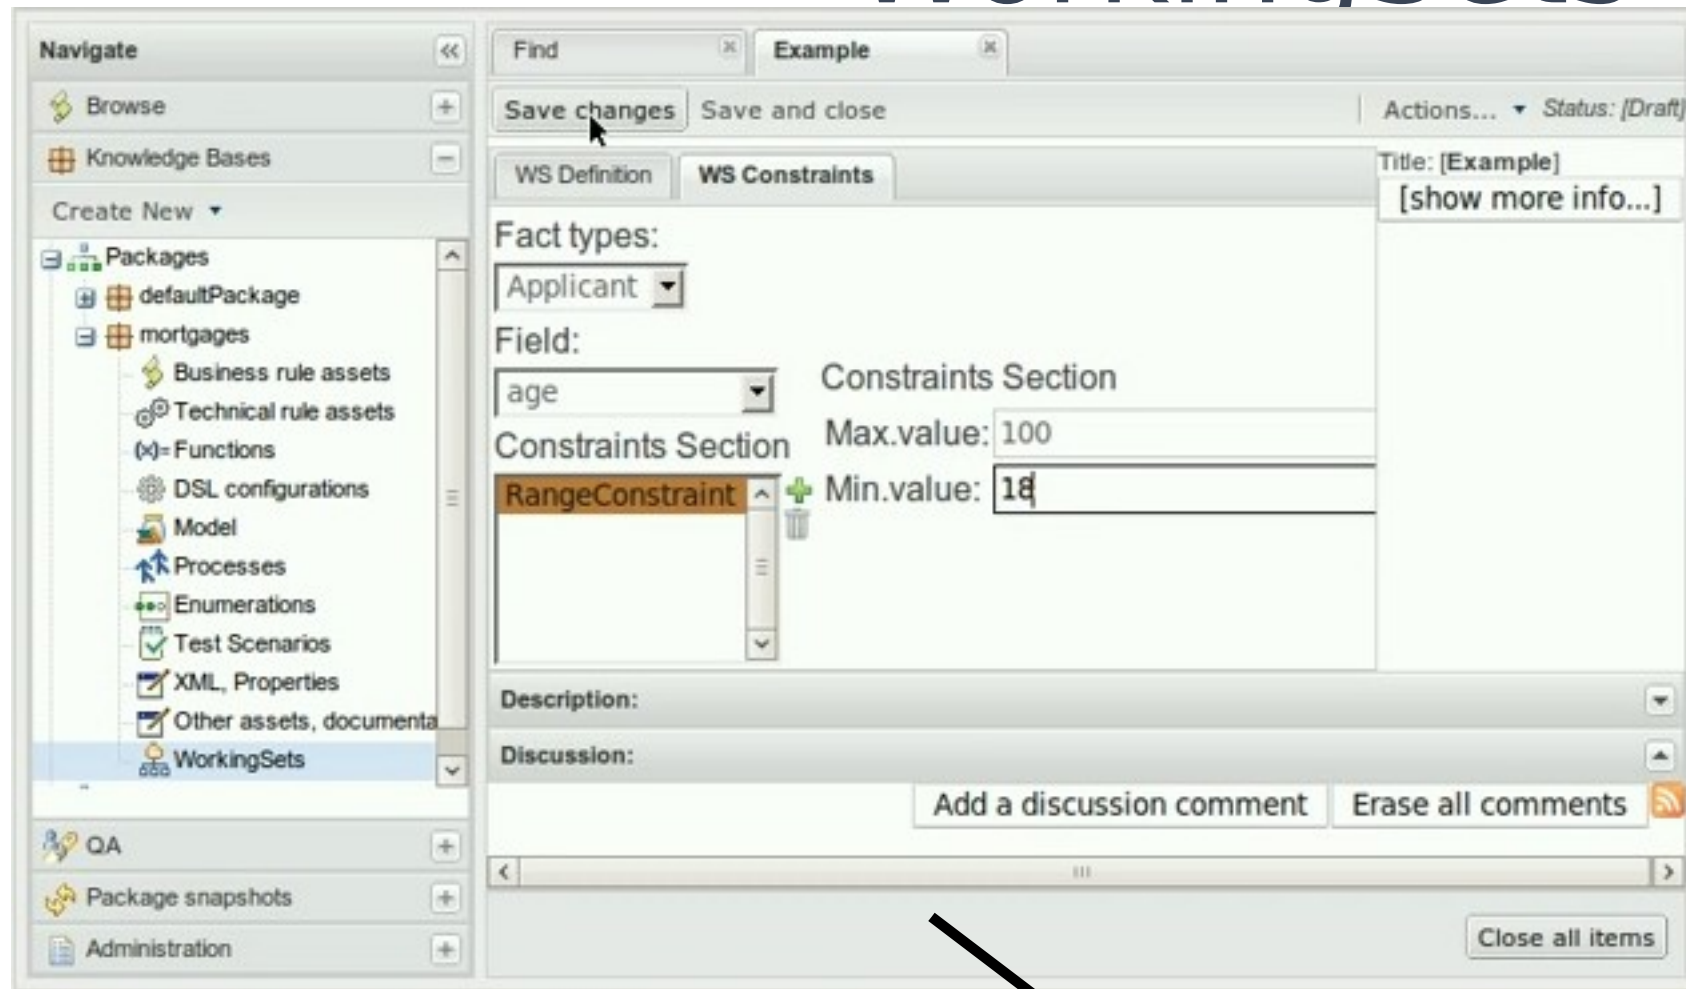 WorkingSets
Navigate
Browse
Knowledge Bases
Create New
Packages
defaultPackage
mortgages
Business rule assets
Technical rule assets
(x)= Functions
DSL configurations
Model
Processes
Enumerations
Test Scenarios
XML, Properties
Other assets, documenta
WorkingSets
QA
Package snapshots
Administration
Find Example
Save changes Save and close Actions... Status: [Draft]
WS Definition WS Constraints
Title: [Example]
[show more info...]
Fact types:
Applicant
Field:
age
Constraints Section
RangeConstraint
Constraints Section
Max.value: 100
Min.value: 18
Description:
Discussion:
Add a discussion comment Erase all comments
Close all items